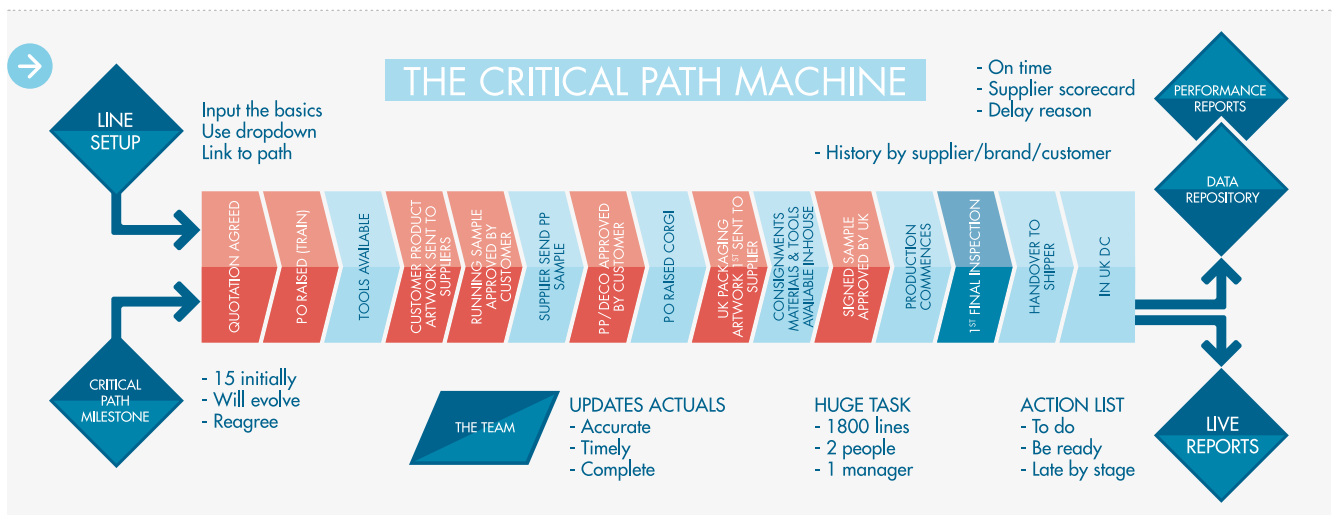 THE CRITICAL PATH MACHINE
LINE
SETUP
Input the basics
Use dropdown
Link to path
- On time
- Supplier scorecard
- Delay reason
PERFORMANCE
REPORTS
- History by supplier/brand/customer
DATA
REPOSITORY
QUOTATION AGREED
PO RAISED (TRAIN)
TOOLS AVAILABLE
CUSTOMER PRODUCT
ARTWORK SENT TO
SUPPLIERS
RUNNING SAMPLE
APPROVED BY
CUSTOMER
SUPPLIER SEND PP
SAMPLE
PP/DECO APPROVED
BY CUSTOMER
PO RAISED CORGI
UK PACKAGING
ARTWORK 1ST SENT TO
SUPPLIER
CONSIGNMENTS
MATERIALS & TOOLS
AVAILABLE INHOUSE
SIGNED SAMPLE
APPROVED BY UK
PRODUCTION
COMMENCES
1ST FINAL INSPECTION
HANDOVER TO
SHIPPER
IN UK DC
CRITICAL
PATH
MILESTONE
- 15 initially
- Will evolve
- Reagree
THE TEAM
UPDATES ACTUALS
- Accurate
- Timely
- Complete
HUGE TASK
- 1800 lines
- 2 people
- 1 manager
ACTION LIST
- To do
- Be ready
- Late by stage
LIVE
REPORTS